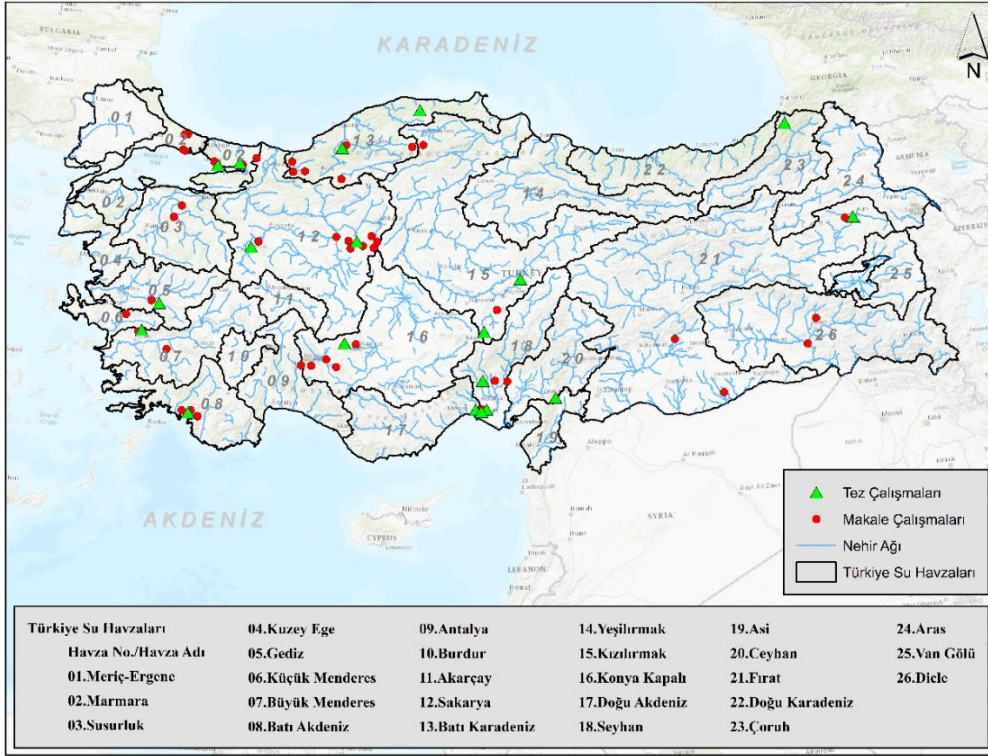 BULGARIA
KARADENİZ
GEORGIA
ARMENIA
N
01
02
02
13
22
23
24
02
03
12
14
04
15
TURKEY
21
25
05
11
06
16
18
26
07
10
09
20
08
17
19
Aleppo
Mosul
AKDENİZ
CYPRUS
SYRIA
LEBANON
Beirut
Tez Çalışmaları
Makale Çalışmaları
Nehir Ağı
Türkiye Su Havzaları
Türkiye Su Havzaları
Havza No./Havza Adı
01.Meriç-Ergene
02.Marmara
03.Susurluk
04.Kuzey Ege
05.Gediz
06.Küçük Menderes
07.Büyük Menderes
08.Batı Akdeniz
09.Antalya
10.Burdur
11.Akarçay
12.Sakarya
13.Batı Karadeniz
14.Yeşilırmak
15.Kızılırmak
16.Konya Kapalı
17.Doğu Akdeniz
18.Seyhan
19.Asi
20.Ceyhan
21.Fırat
22.Doğu Karadeniz
23.Çoruh
24.Aras
25.Van Gölü
26.Dicle